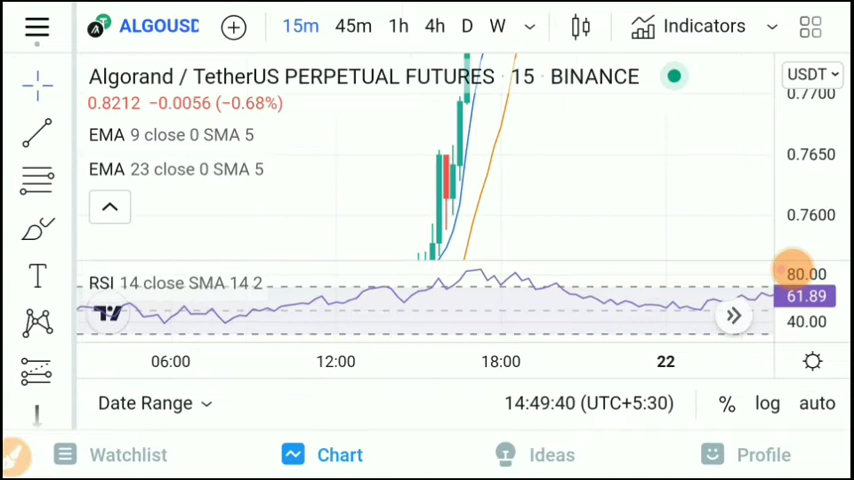 ALGOUSD 15m 45m 1h 4h D W Indicators
Algorand / TetherUS PERPETUAL FUTURES · 15 · BINANCE
USDT
0.8212 −0.0056 (−0.68%)
0.7700
EMA 9 close 0 SMA 5
0.7650
EMA 23 close 0 SMA 5
0.7600
RSI 14 close SMA 14 2
80.00
61.89
40.00
06:00 12:00 18:00 22
Date Range 14:49:40 (UTC+5:30) % log auto
Watchlist Chart Ideas Profile